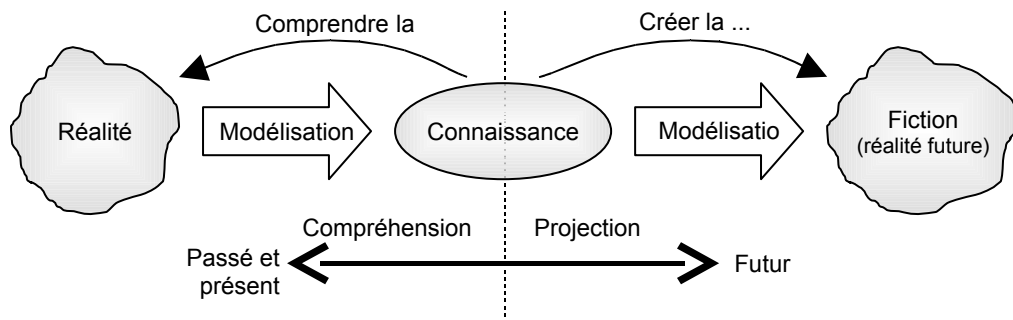 Comprendre la
Créer la ...
Réalité
Modélisation
Connaissance
Modélisatio
Fiction
(réalité future)
Compréhension
Projection
Passé et
présent
Futur